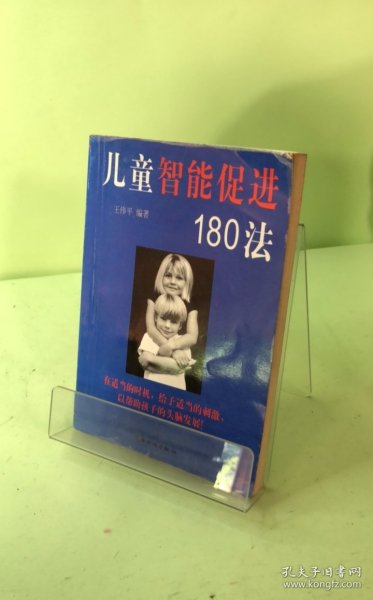 儿童智能促进
180法
王伟平 编著
在适当的时机，给予适当的刺激，
以帮助孩子的头脑发展!
孔夫子旧书网
www.kongfz.com